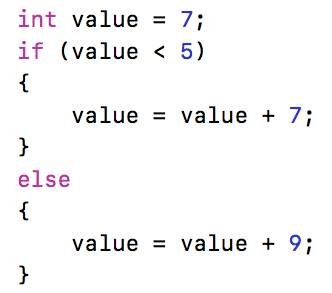 int value = 7;
if (value < 5)
{
    value = value + 7;
}
else
{
    value = value + 9;
}